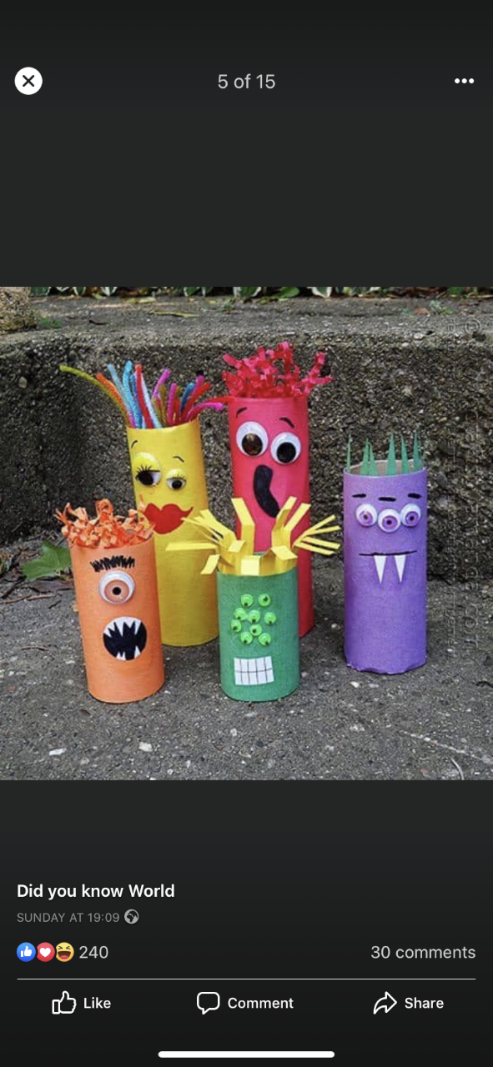 5 of 15
Did you know World
SUNDAY AT 19:09
240
30 comments
Like
Comment
Share